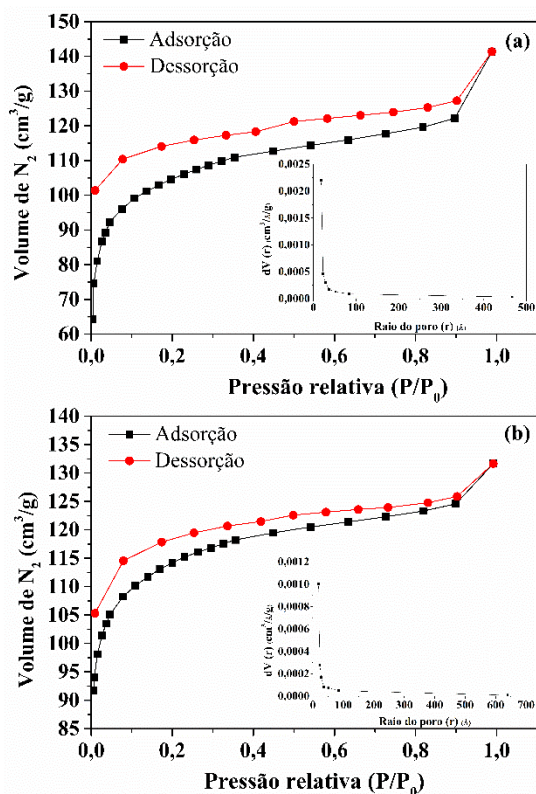 (a)
Adsorção
Dessorção
Volume de N2 (cm3/g)
150
140
130
120
110
100
90
80
70
60
0,0 0,2 0,4 0,6 0,8 1,0
Pressão relativa (P/P0)
dV (r) (cm3/Å/g)
0,0025
0,0020
0,0015
0,0010
0,0005
0,0000
0 100 200 300 400 500
Raio do poro (r) (Å)
(b)
Adsorção
Dessorção
Volume de N2 (cm3/g)
140
135
130
125
120
115
110
105
100
95
90
85
0,0 0,2 0,4 0,6 0,8 1,0
Pressão relativa (P/P0)
dV (r) (cm3/Å/g)
0,0012
0,0010
0,0008
0,0006
0,0004
0,0002
0,0000
0 100 200 300 400 500 600 700
Raio do poro (r) (Å)